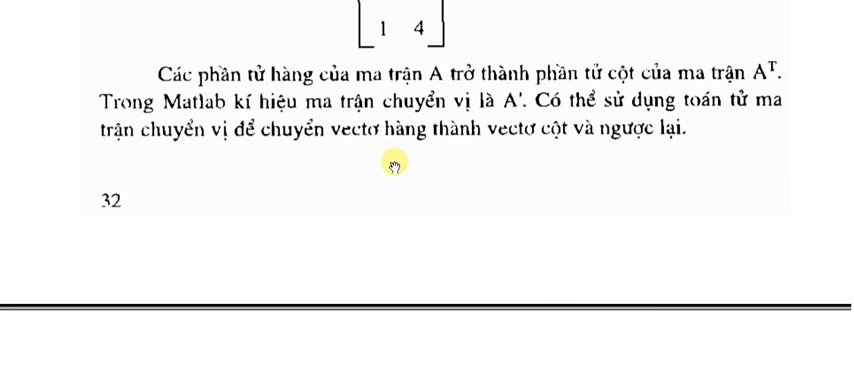 1 4
Các phần tử hàng của ma trận A trở thành phần tử cột của ma trận Aᵀ.
Trong Matlab kí hiệu ma trận chuyển vị là A'. Có thể sử dụng toán tử ma
trận chuyển vị để chuyển vectơ hàng thành vectơ cột và ngược lại.
32